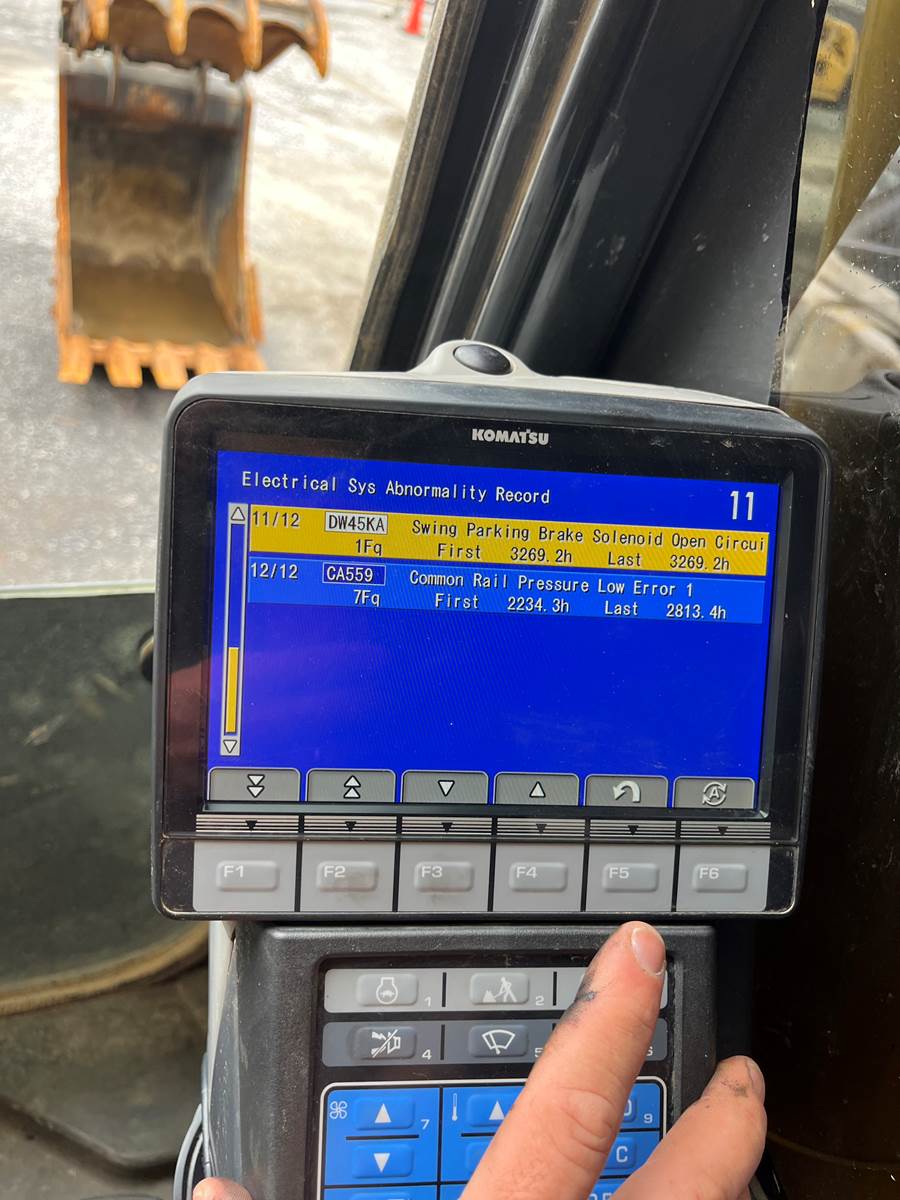 KOMATSU
Electrical Sys Abnormality Record 11
11/12 DW45KA Swing Parking Brake Solenoid Open Circui
1Fq First 3269.2h Last 3269.2h
12/12 CA559 Common Rail Pressure Low Error 1
7Fq First 2234.3h Last 2813.4h
A
F1 F2 F3 F4 F5 F6
1 2
4
7 9
C